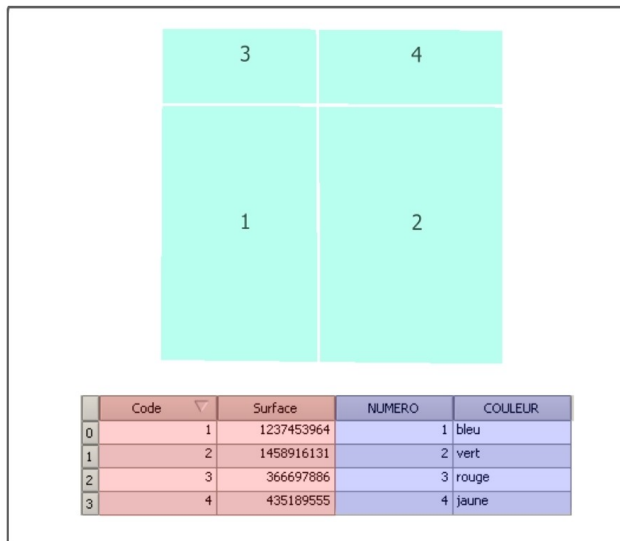 3 4
1 2
Code Surface NUMERO COULEUR
0 1 1237453964 1 bleu
1 2 1458916131 2 vert
2 3 366697886 3 rouge
3 4 435189555 4 jaune